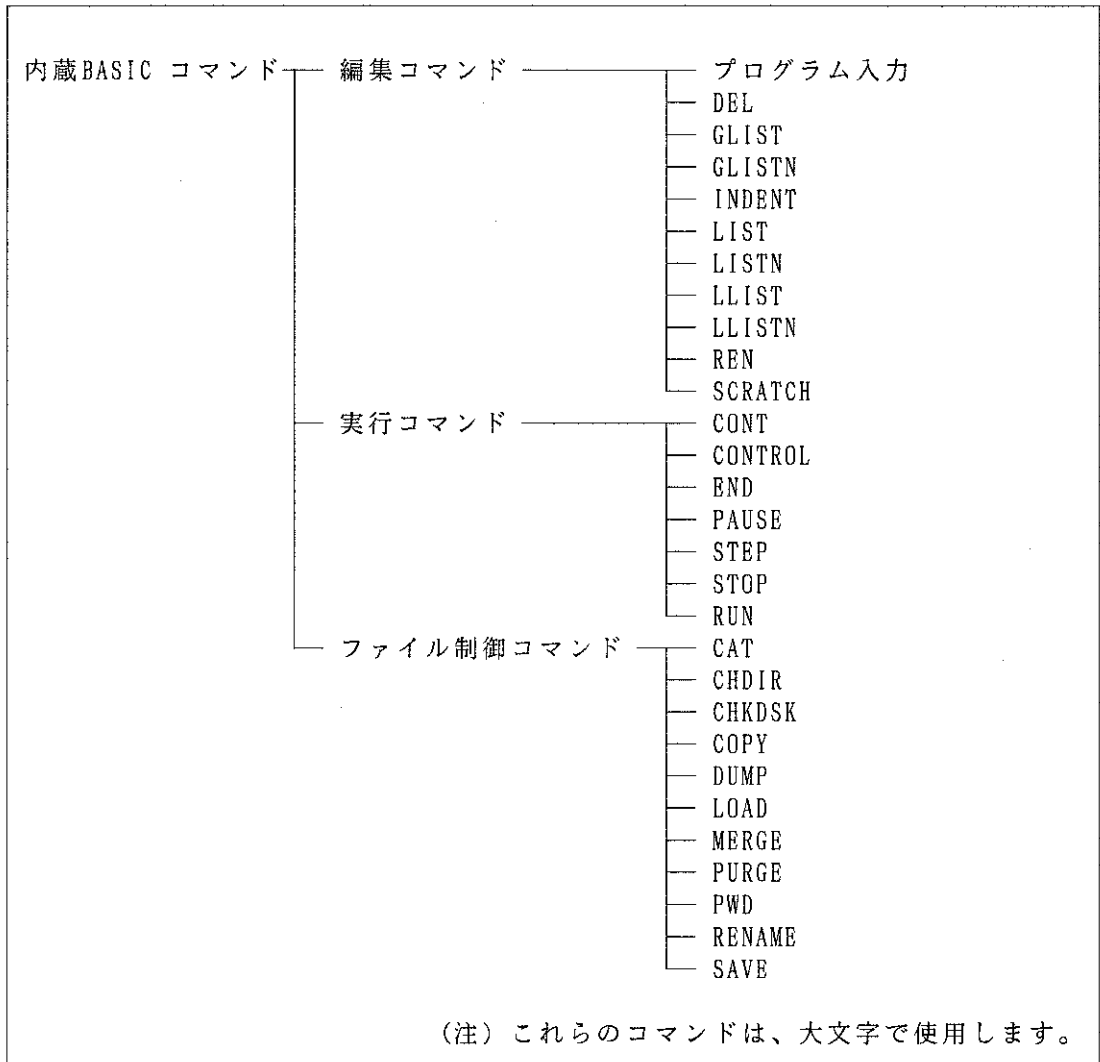 内蔵BASIC コマンド 編集コマンド プログラム入力
DEL
GLIST
GLISTN
INDENT
LIST
LISTN
LLIST
LLISTN
REN
SCRATCH
実行コマンド CONT
CONTROL
END
PAUSE
STEP
STOP
RUN
ファイル制御コマンド CAT
CHDIR
CHKDSK
COPY
DUMP
LOAD
MERGE
PURGE
PWD
RENAME
SAVE
(注)これらのコマンドは、大文字で使用します。